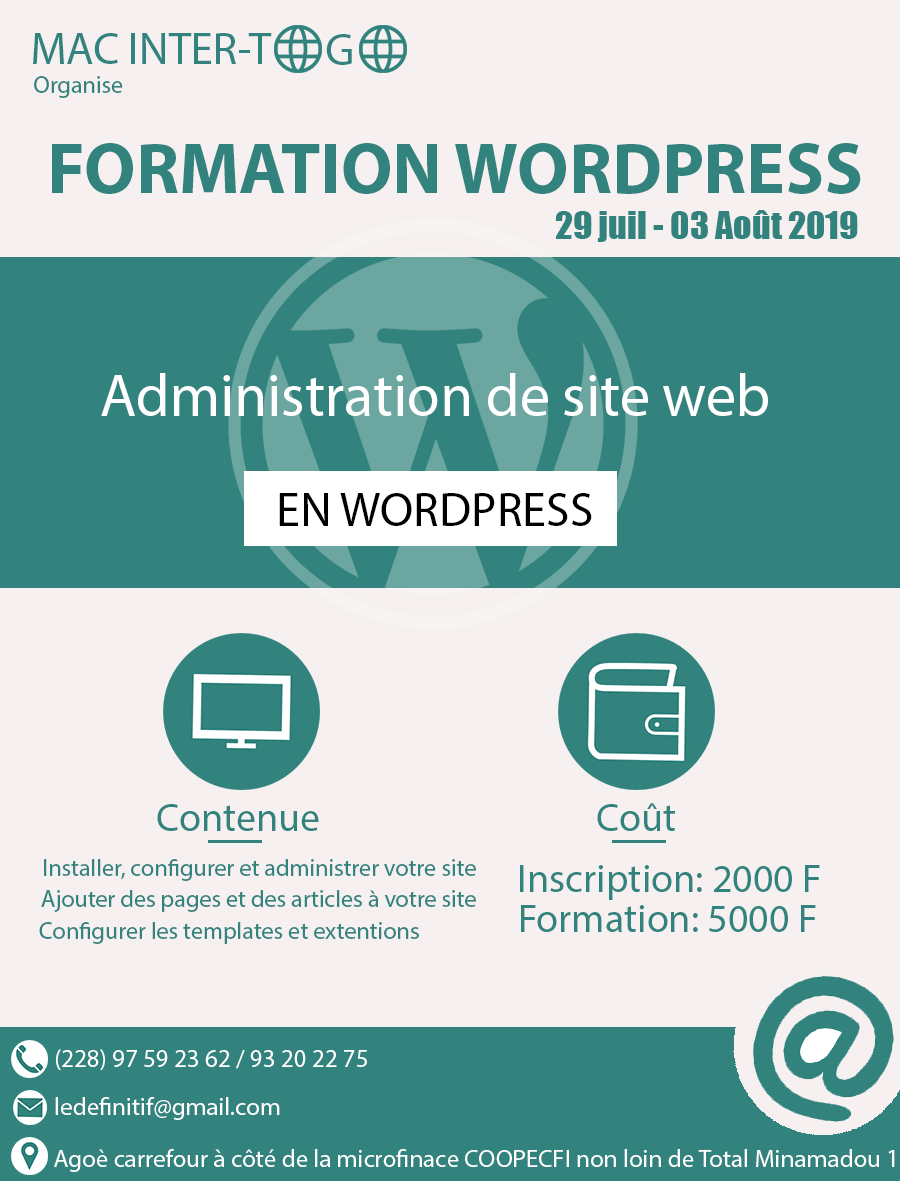 MAC INTER-TOGO
Organise
FORMATION WORDPRESS
29 juil - 03 Août 2019
Administration de site web
EN WORDPRESS
Contenue
Installer, configurer et administrer votre site
Ajouter des pages et des articles à votre site
Configurer les templates et extentions
Coût
Inscription: 2000 F
Formation: 5000 F
(228) 97 59 23 62 / 93 20 22 75
ledefinitif@gmail.com
Agoè carrefour à côté de la microfinace COOPECFI non loin de Total Minamadou 1